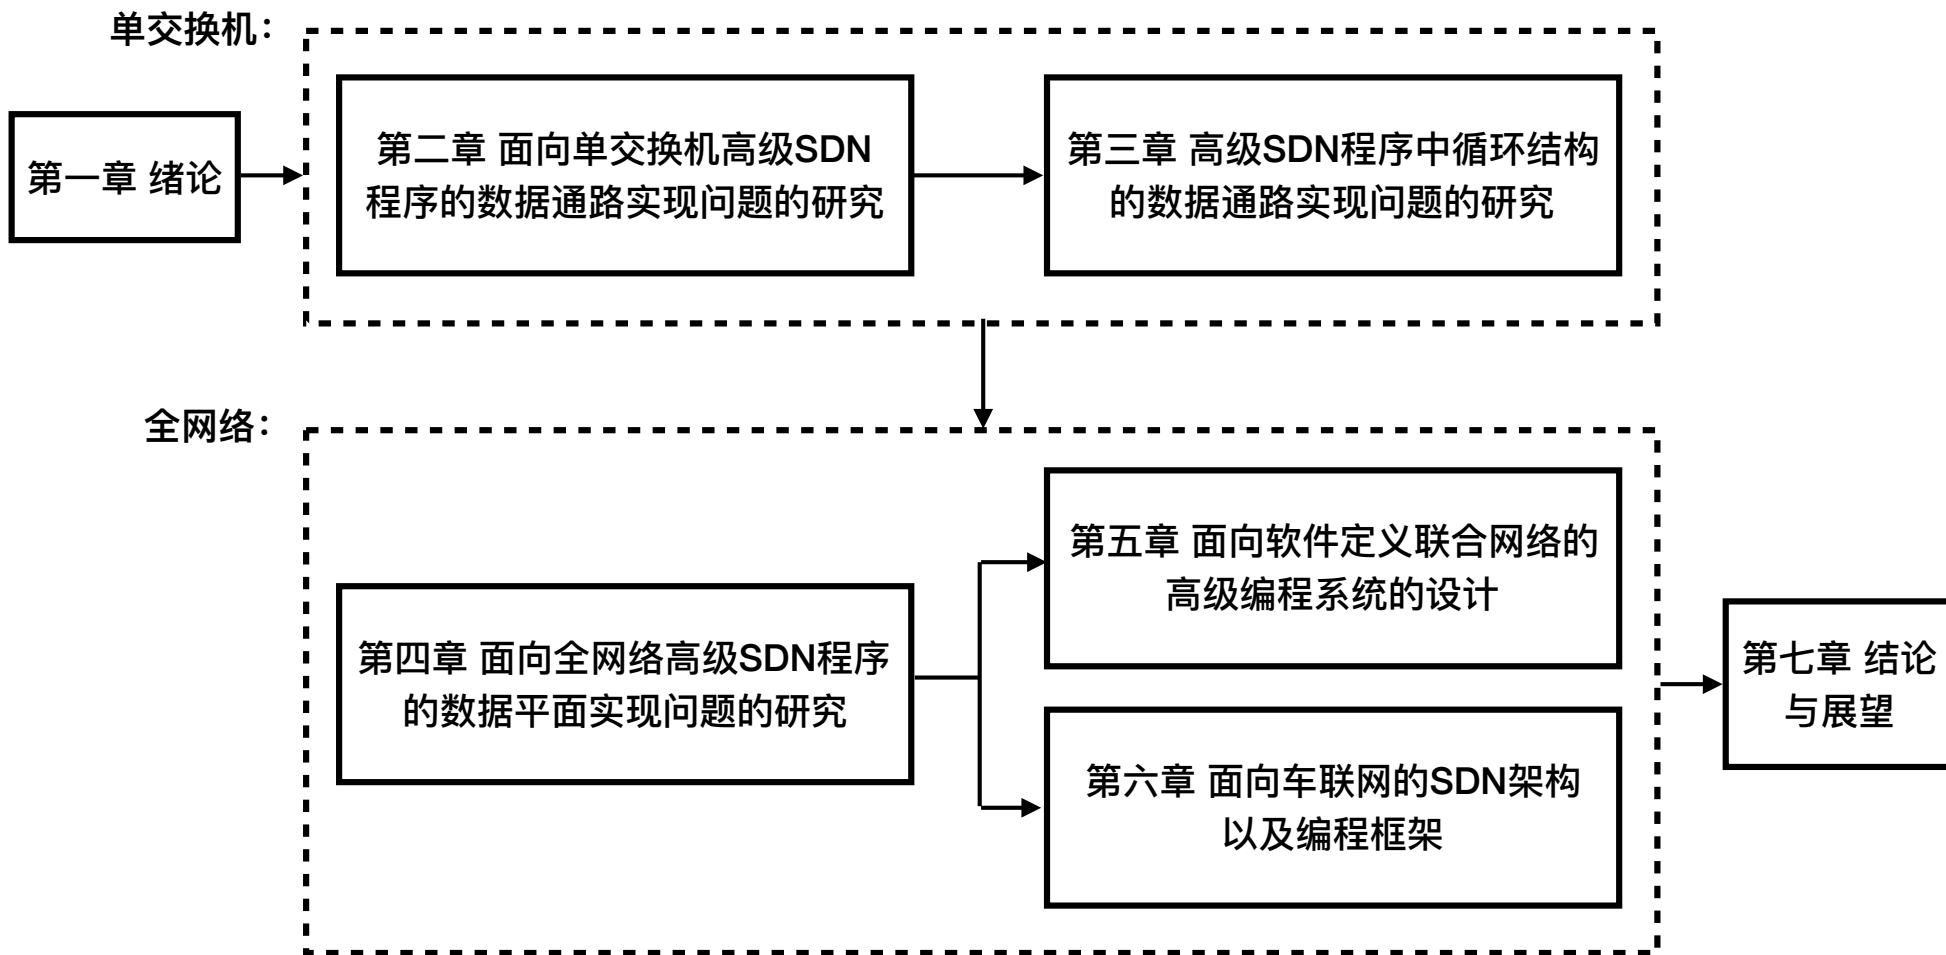 单交换机：
第一章 绪论
第二章 面向单交换机高级SDN
程序的数据通路实现问题的研究
第三章 高级SDN程序中循环结构
的数据通路实现问题的研究
全网络：
第四章 面向全网络高级SDN程序
的数据平面实现问题的研究
第五章 面向软件定义联合网络的
高级编程系统的设计
第六章 面向车联网的SDN架构
以及编程框架
第七章 结论
与展望